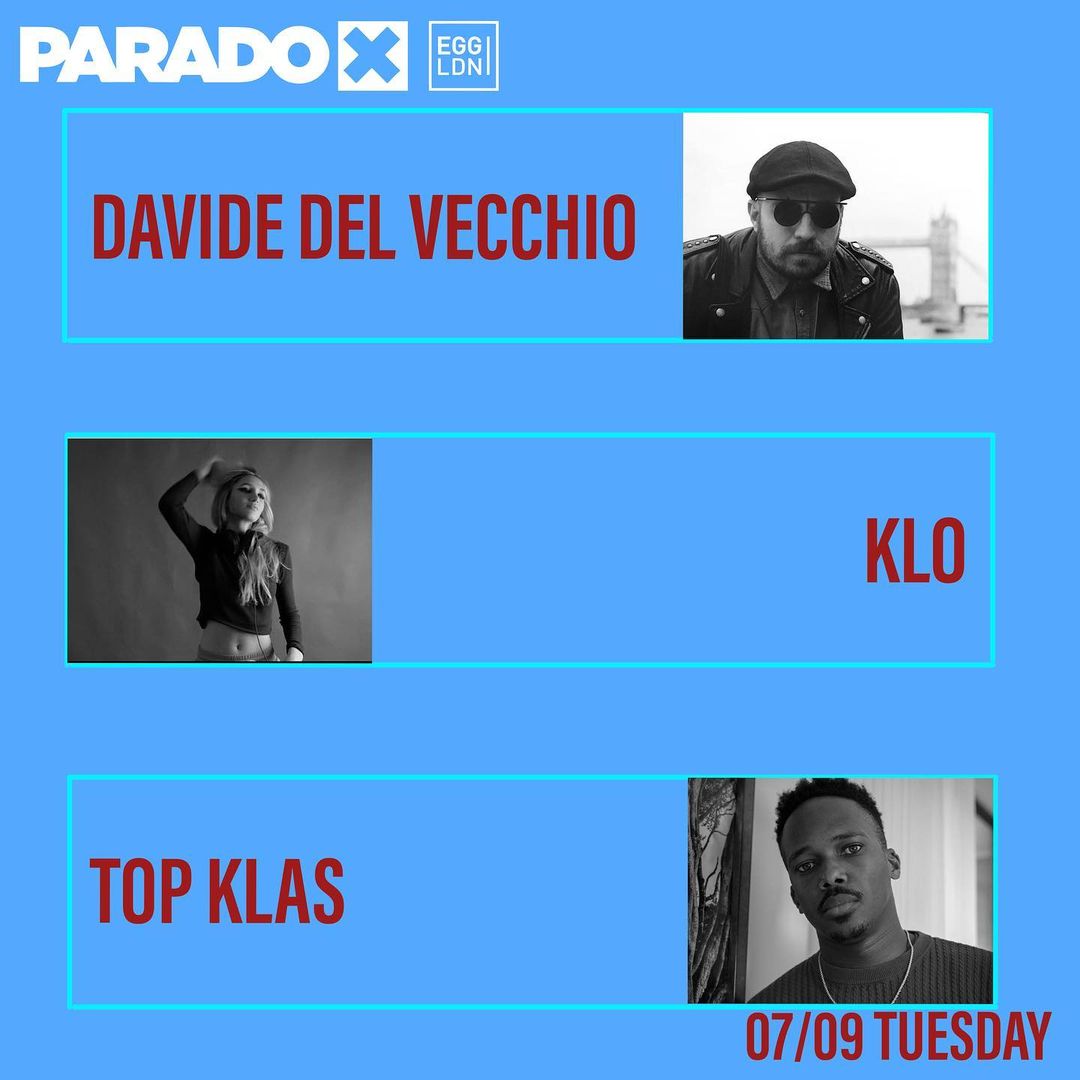 PARADOX EGG
LDN
DAVIDE DEL VECCHIO
KLO
TOP KLAS
07/09 TUESDAY